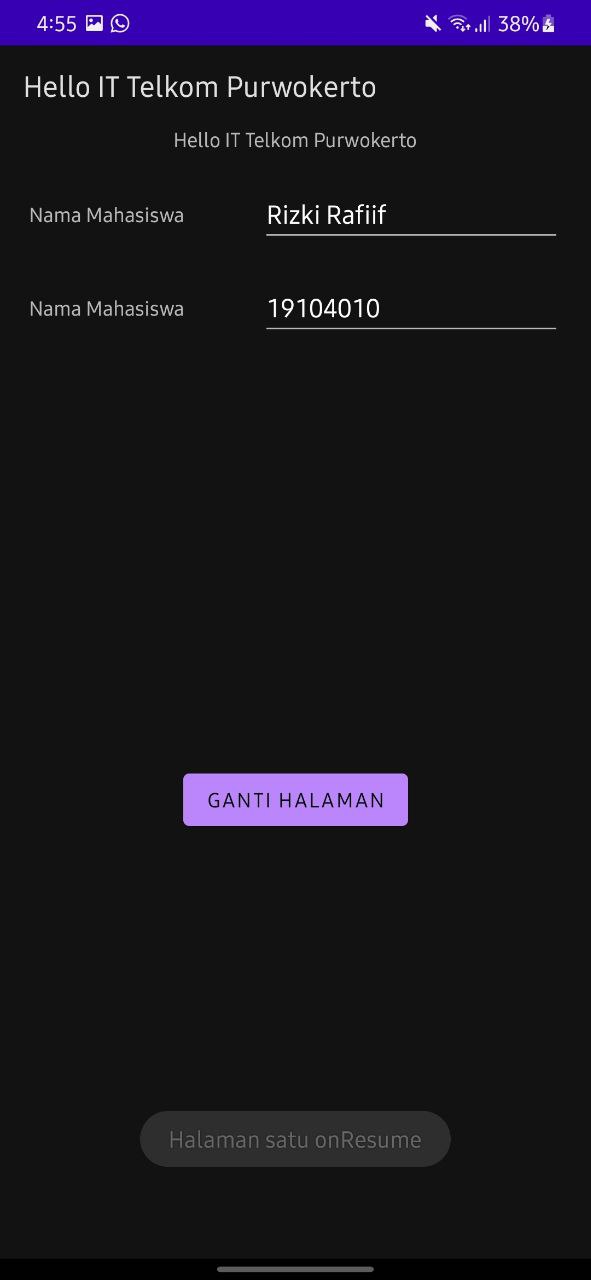 4:55 38%
Hello IT Telkom Purwokerto
Hello IT Telkom Purwokerto
Nama Mahasiswa Rizki Rafiif
Nama Mahasiswa 19104010
GANTI HALAMAN
Halaman satu onResume